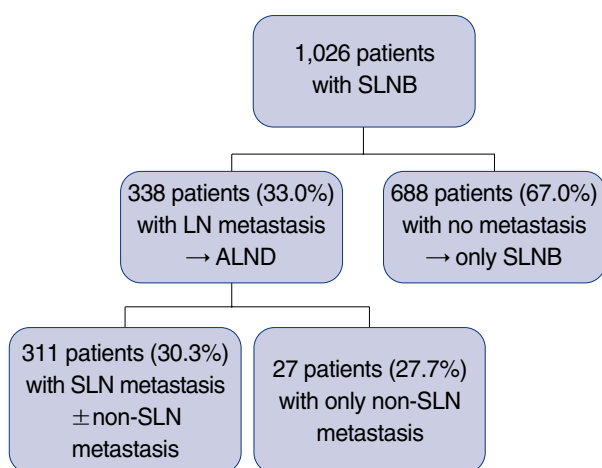 1,026 patients
with SLNB
338 patients (33.0%)
with LN metastasis
→ ALND
688 patients (67.0%)
with no metastasis
→ only SLNB
311 patients (30.3%)
with SLN metastasis
±non-SLN
metastasis
27 patients (27.7%)
with only non-SLN
metastasis